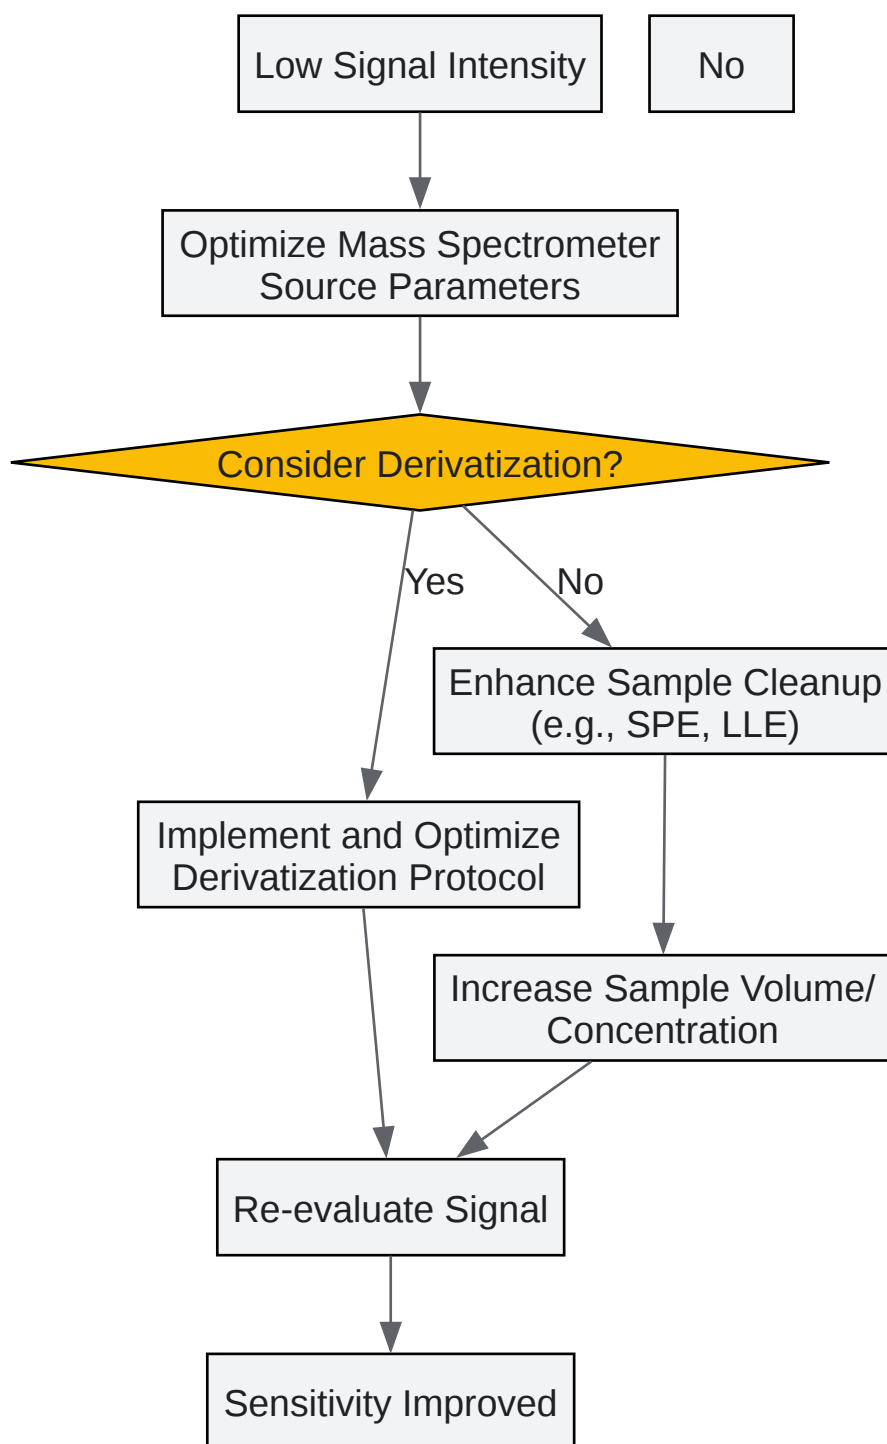 Low Signal Intensity
No
Optimize Mass Spectrometer
Source Parameters
Consider Derivatization?
Yes
No
Enhance Sample Cleanup
(e.g., SPE, LLE)
Implement and Optimize
Derivatization Protocol
Increase Sample Volume/
Concentration
Re-evaluate Signal
Sensitivity Improved